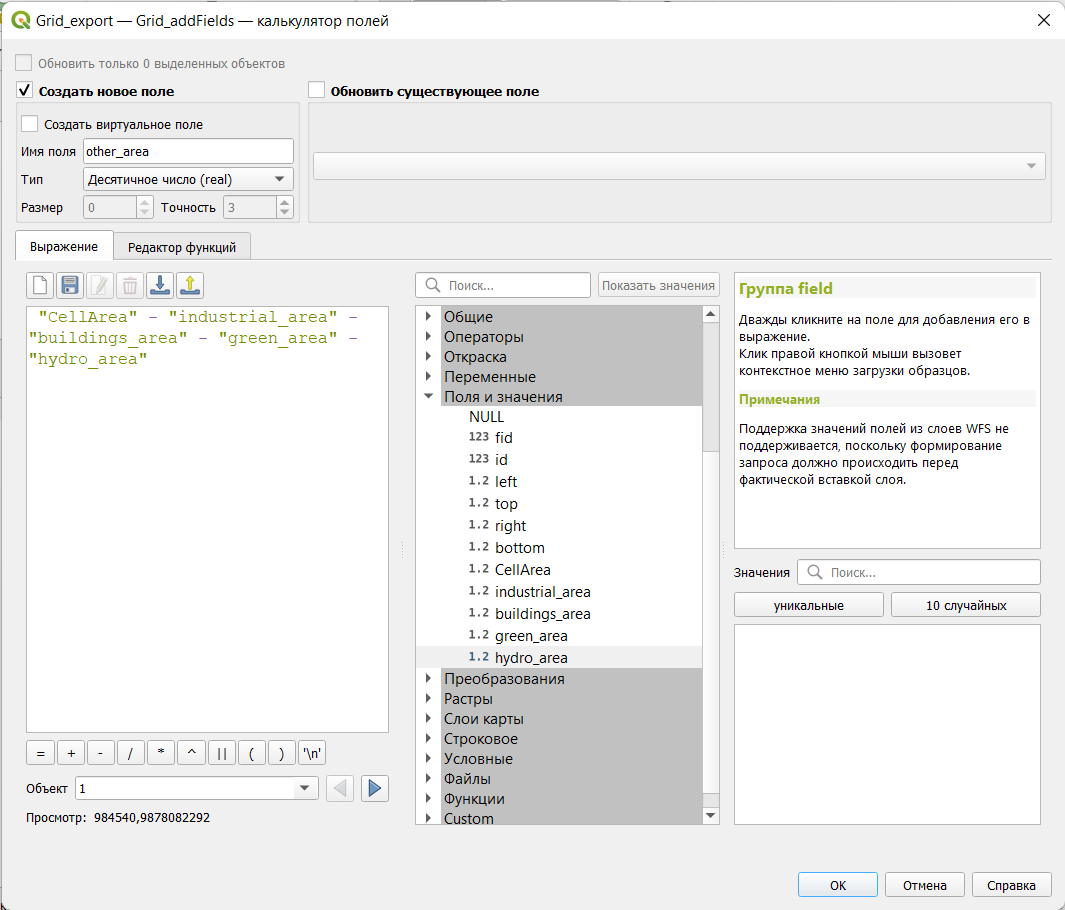 Grid_export — Grid_addFields — калькулятор полей
Обновить только 0 выделенных объектов
Создать новое поле
Обновить существующее поле
Создать виртуальное поле
Имя поля other_area
Тип Десятичное число (real)
Размер 0 Точность 3
Выражение Редактор функций
"CellArea" - "industrial_area" -
"buildings_area" - "green_area" -
"hydro_area"
= + - / * ^ || ( ) '\n'
Объект 1
Просмотр: 984540,9878082292
Поиск... Показать значения
Общие
Операторы
Откраска
Переменные
Поля и значения
NULL
123 fid
123 id
1.2 left
1.2 top
1.2 right
1.2 bottom
1.2 CellArea
1.2 industrial_area
1.2 buildings_area
1.2 green_area
1.2 hydro_area
Преобразования
Растры
Слои карты
Строковое
Условные
Файлы
Функции
Custom
Группа field
Дважды кликните на поле для добавления его в
выражение.
Клик правой кнопкой мыши вызовет
контекстное меню загрузки образцов.
Примечания
Поддержка значений полей из слоев WFS не
поддерживается, поскольку формирование
запроса должно происходить перед
фактической вставкой слоя.
Значения Поиск...
уникальные 10 случайных
OK Отмена Справка